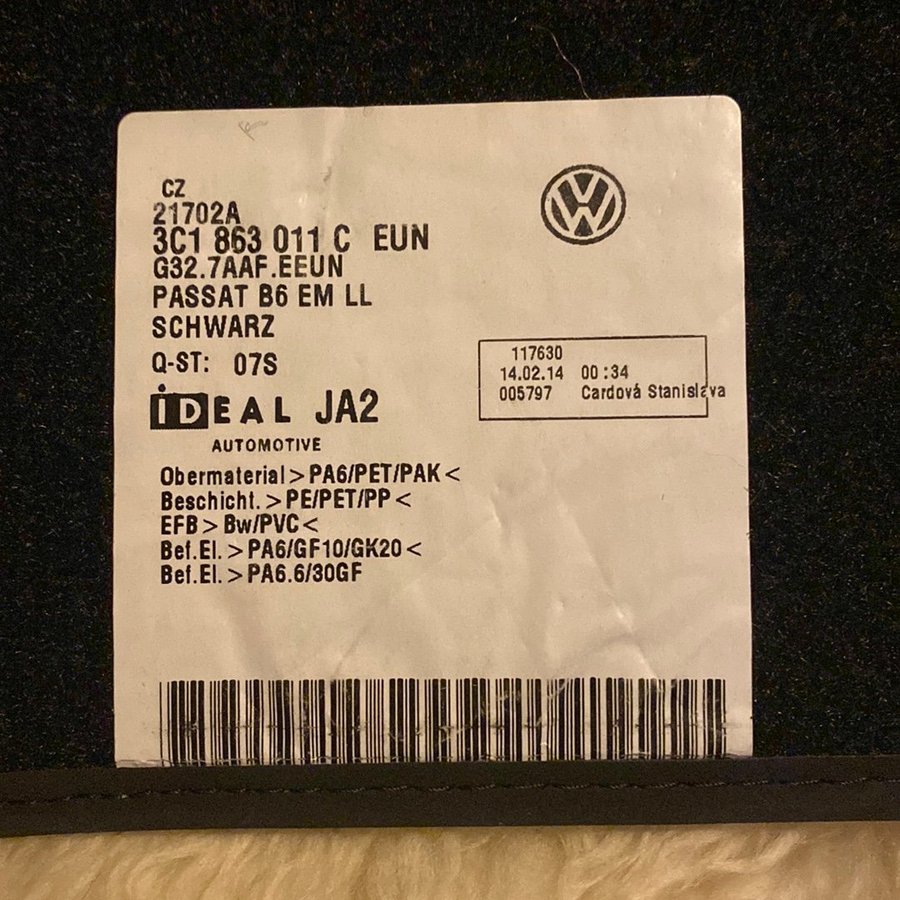 CZ
21702A
3C1 863 011 C EUN
G32.7AAF.EEUN
PASSAT B6 EM LL
SCHWARZ
Q-ST: 07S
iDEAL JA2
AUTOMOTIVE
117630
14.02.14 00:34
005797 Cardová Stanislava
Obermaterial>PA6/PET/PAK<
Beschicht.>PE/PET/PP<
EFB>Bw/PVC<
Bef.El.>PA6/GF10/GK20<
Bef.El.>PA6.6/30GF